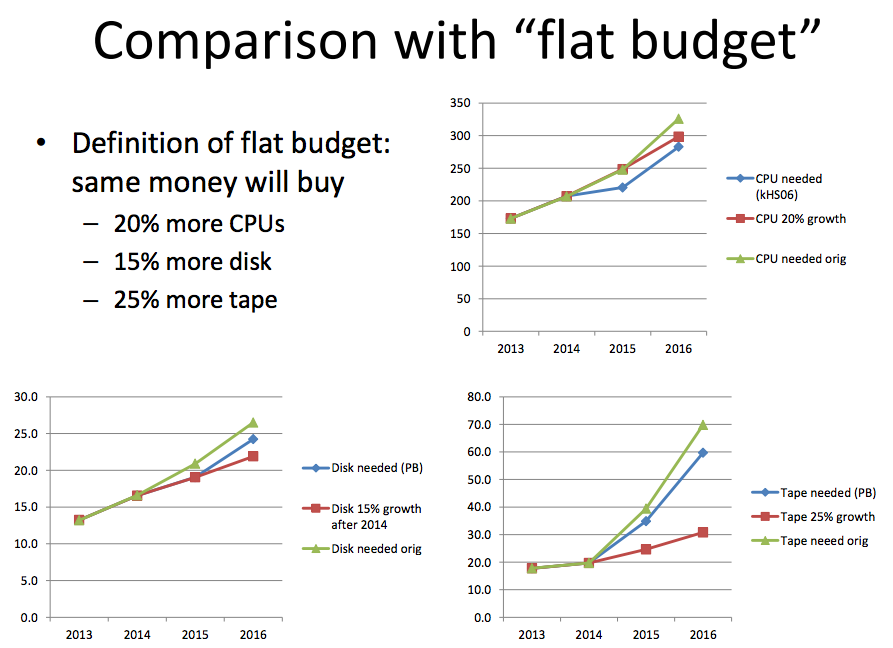 Comparison with “flat budget”
• Definition of flat budget:
same money will buy
– 20% more CPUs
– 15% more disk
– 25% more tape
350
300
250
200
150
100
50
0
2013 2014 2015 2016
CPU needed
(kHS06)
CPU 20% growth
CPU needed orig
30.0
25.0
20.0
15.0
10.0
5.0
0.0
2013 2014 2015 2016
Disk needed (PB)
Disk 15% growth
after 2014
Disk needed orig
80.0
70.0
60.0
50.0
40.0
30.0
20.0
10.0
0.0
2013 2014 2015 2016
Tape needed (PB)
Tape 25% growth
Tape neeed orig